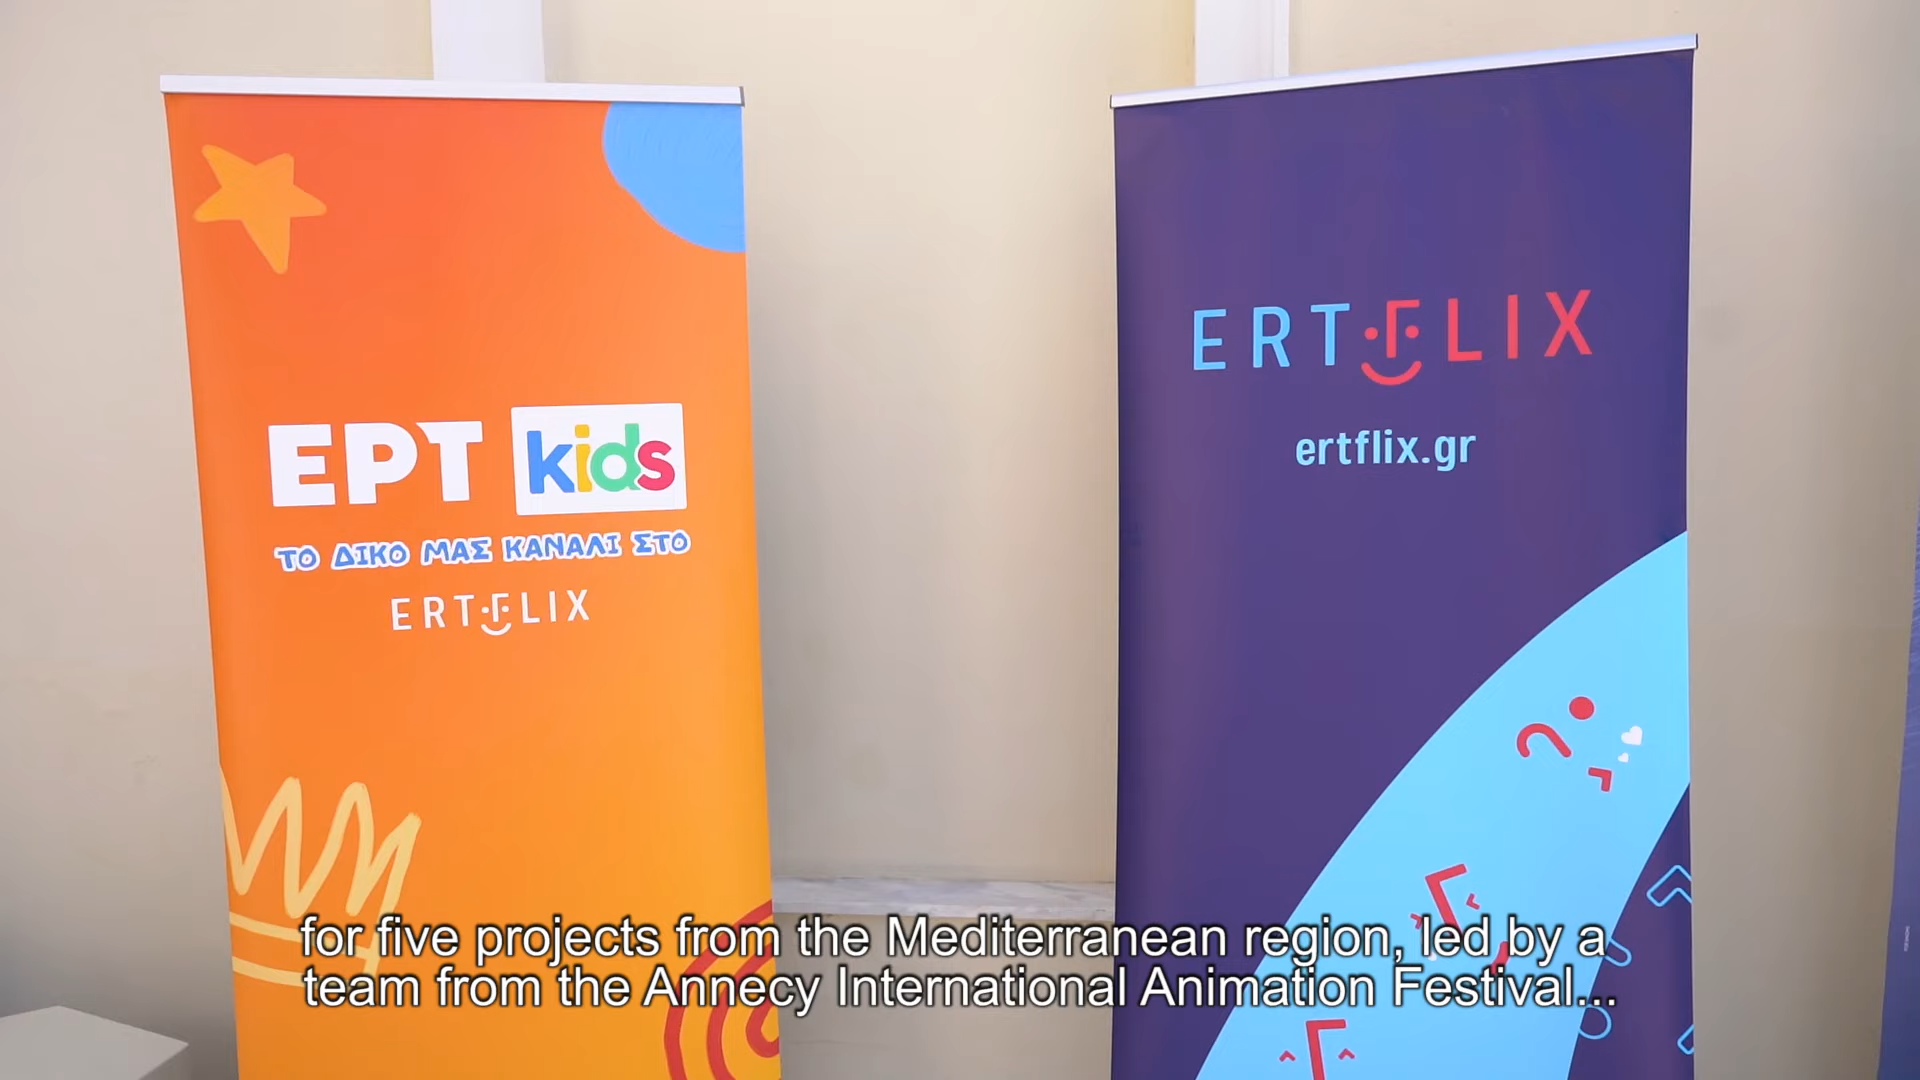 ΕΡΤ kids
ΤΟ ΔΙΚΟ ΜΑΣ ΚΑΝΑΛΙ ΣΤΟ
ERTFLIX
ERTFLIX
ertflix.gr
for five projects from the Mediterranean region, led by a
team from the Annecy International Animation Festival...